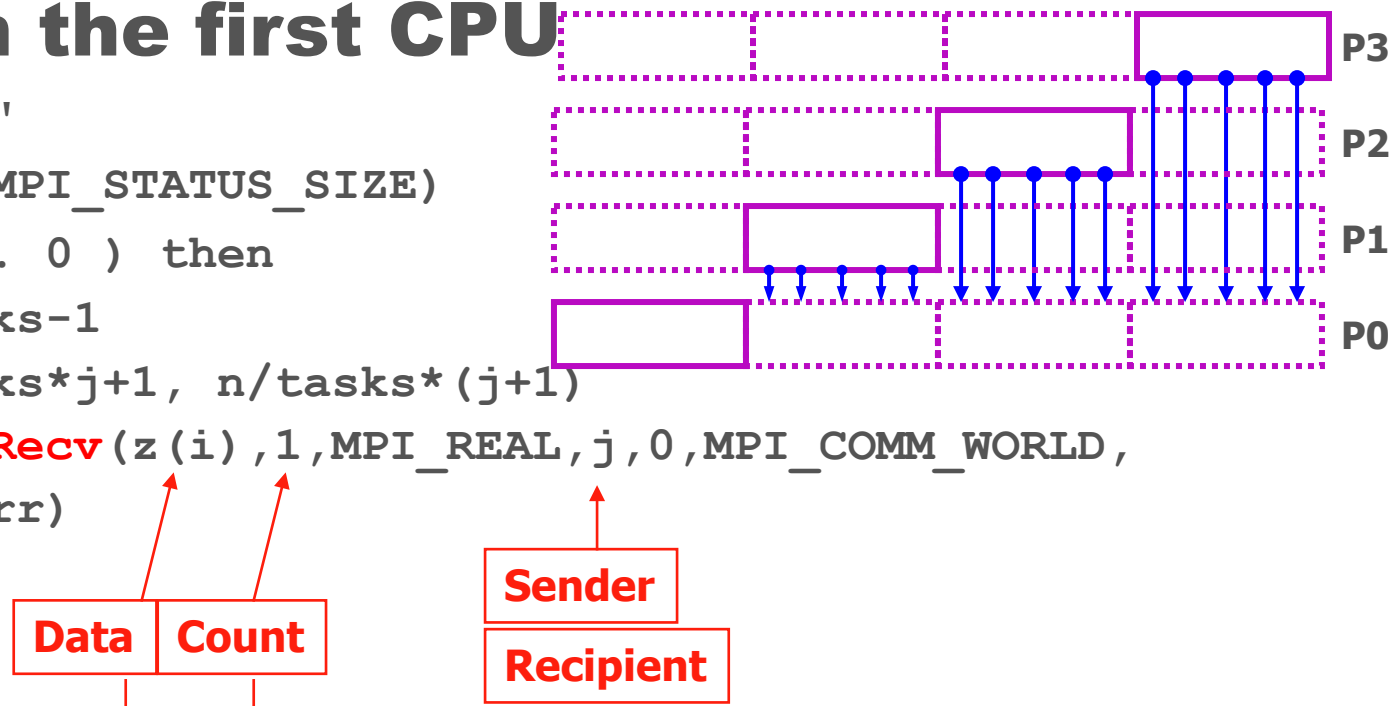 n the first CPU
P3
'
P2
MPI_STATUS_SIZE)
P1
. 0 ) then
ks-1
P0
ks*j+1, n/tasks*(j+1)
Recv(z(i),1,MPI_REAL,j,0,MPI_COMM_WORLD,
rr)
Sender
Data Count
Recipient